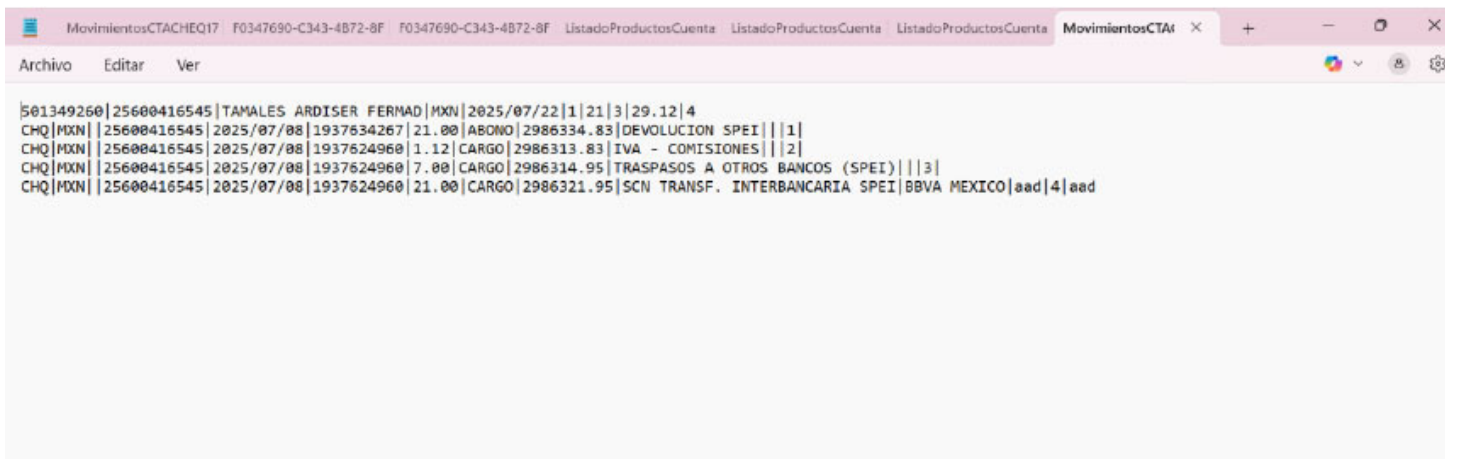 MovimientosCTACHEQ17 F0347690-C343-4B72-8F F0347690-C343-4B72-8F ListadoProductosCuenta ListadoProductosCuenta ListadoProductosCuenta MovimientosCTA
Archivo Editar Ver
501349260|25600416545|TAMALES ARDISER FERMAD|MXN|2025/07/22|1|21|3|29.12|4
CHQ|MXN||25600416545|2025/07/08|1937634267|21.00|ABONO|2986334.83|DEVOLUCION SPEI|||1|
CHQ|MXN||25600416545|2025/07/08|1937624960|1.12|CARGO|2986313.83|IVA - COMISIONES|||2|
CHQ|MXN||25600416545|2025/07/08|1937624960|7.00|CARGO|2986314.95|TRASPASOS A OTROS BANCOS (SPEI)|||3|
CHQ|MXN||25600416545|2025/07/08|1937624960|21.00|CARGO|2986321.95|SCN TRANSF. INTERBANCARIA SPEI|BBVA MEXICO|aad|4|aad